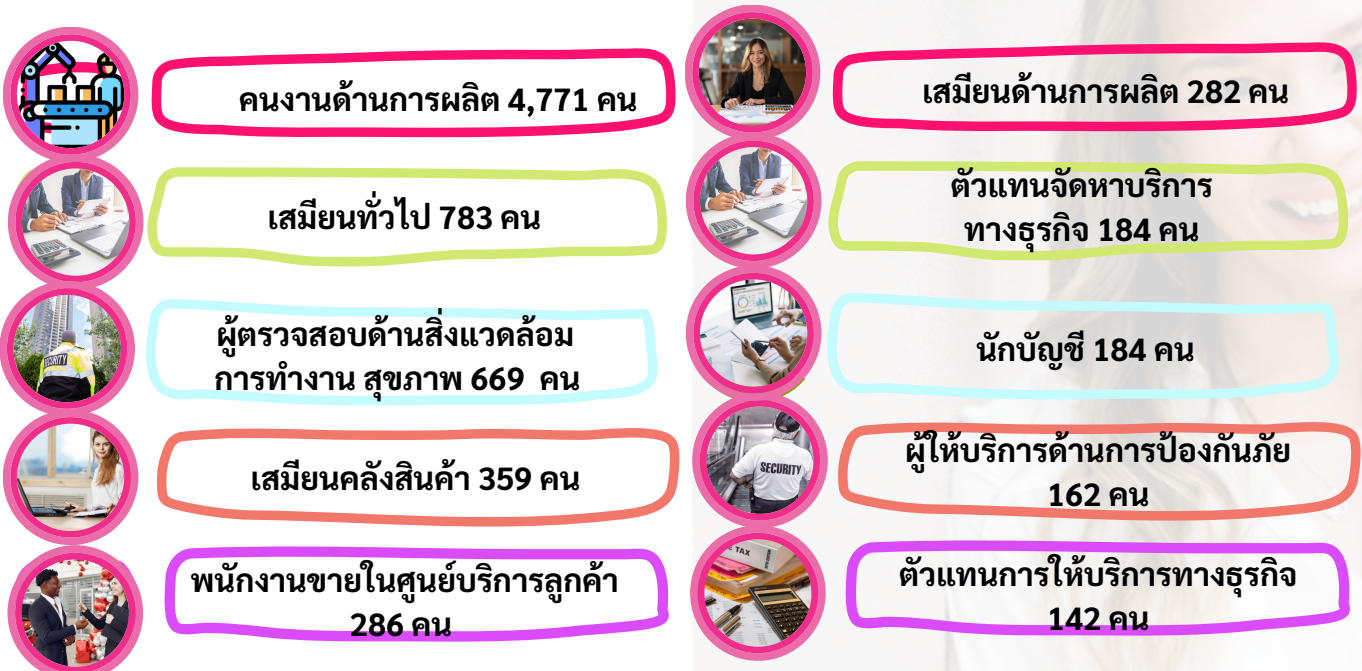 คนงานด้านการผลิต 4,771 คน
เสมียนทั่วไป 783 คน
ผู้ตรวจสอบด้านสิ่งแวดล้อม
การทำงาน สุขภาพ 669 คน
SECURITY
เสมียนคลังสินค้า 359 คน
พนักงานขายในศูนย์บริการลูกค้า
286 คน
เสมียนด้านการผลิต 282 คน
ตัวแทนจัดหาบริการ
ทางธุรกิจ 184 คน
นักบัญชี 184 คน
ผู้ให้บริการด้านการป้องกันภัย
162 คน
SECURITY
ตัวแทนการให้บริการทางธุรกิจ
142 คน
TAX